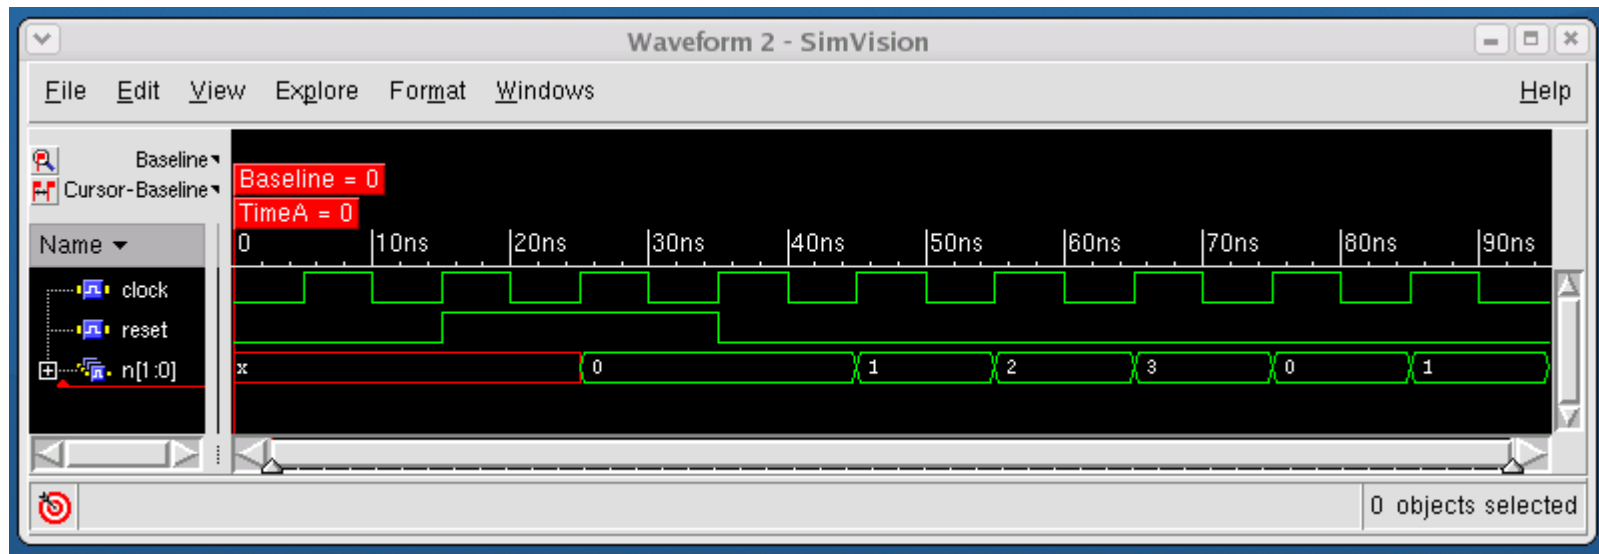 Waveform 2 - SimVision
File Edit View Explore Format Windows Help
Baseline
Cursor-Baseline
Baseline = 0
TimeA = 0
Name
0 10ns 20ns 30ns 40ns 50ns 60ns 70ns 80ns 90ns
clock
reset
n[1:0] x 0 1 2 3 0 1
0 objects selected